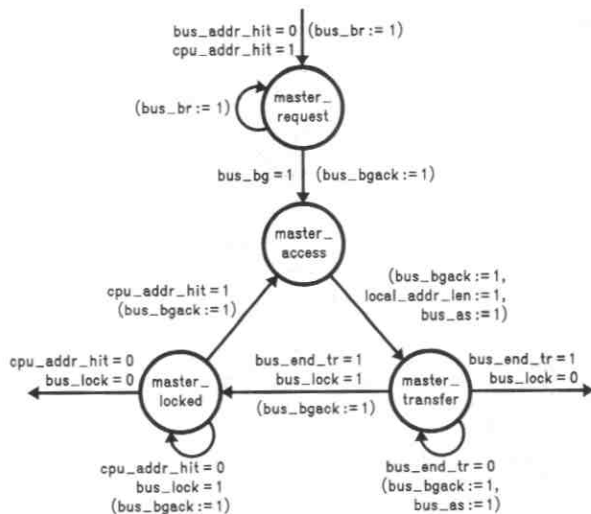 bus_addr_hit = 0 (bus_br := 1)
cpu_addr_hit = 1
(bus_br := 1)
master_
request
bus_bg = 1 (bus_bgack := 1)
master_
access
(bus_bgack := 1,
local_addr_len := 1,
bus_as := 1)
cpu_addr_hit = 1
(bus_bgack := 1)
cpu_addr_hit = 0
bus_lock = 0
master_
locked
bus_end_tr = 1
bus_lock = 1
(bus_bgack := 1)
master_
transfer
bus_end_tr = 1
bus_lock = 0
cpu_addr_hit = 0
bus_lock = 1
(bus_bgack := 1)
bus_end_tr = 0
(bus_bgack := 1,
bus_as := 1)